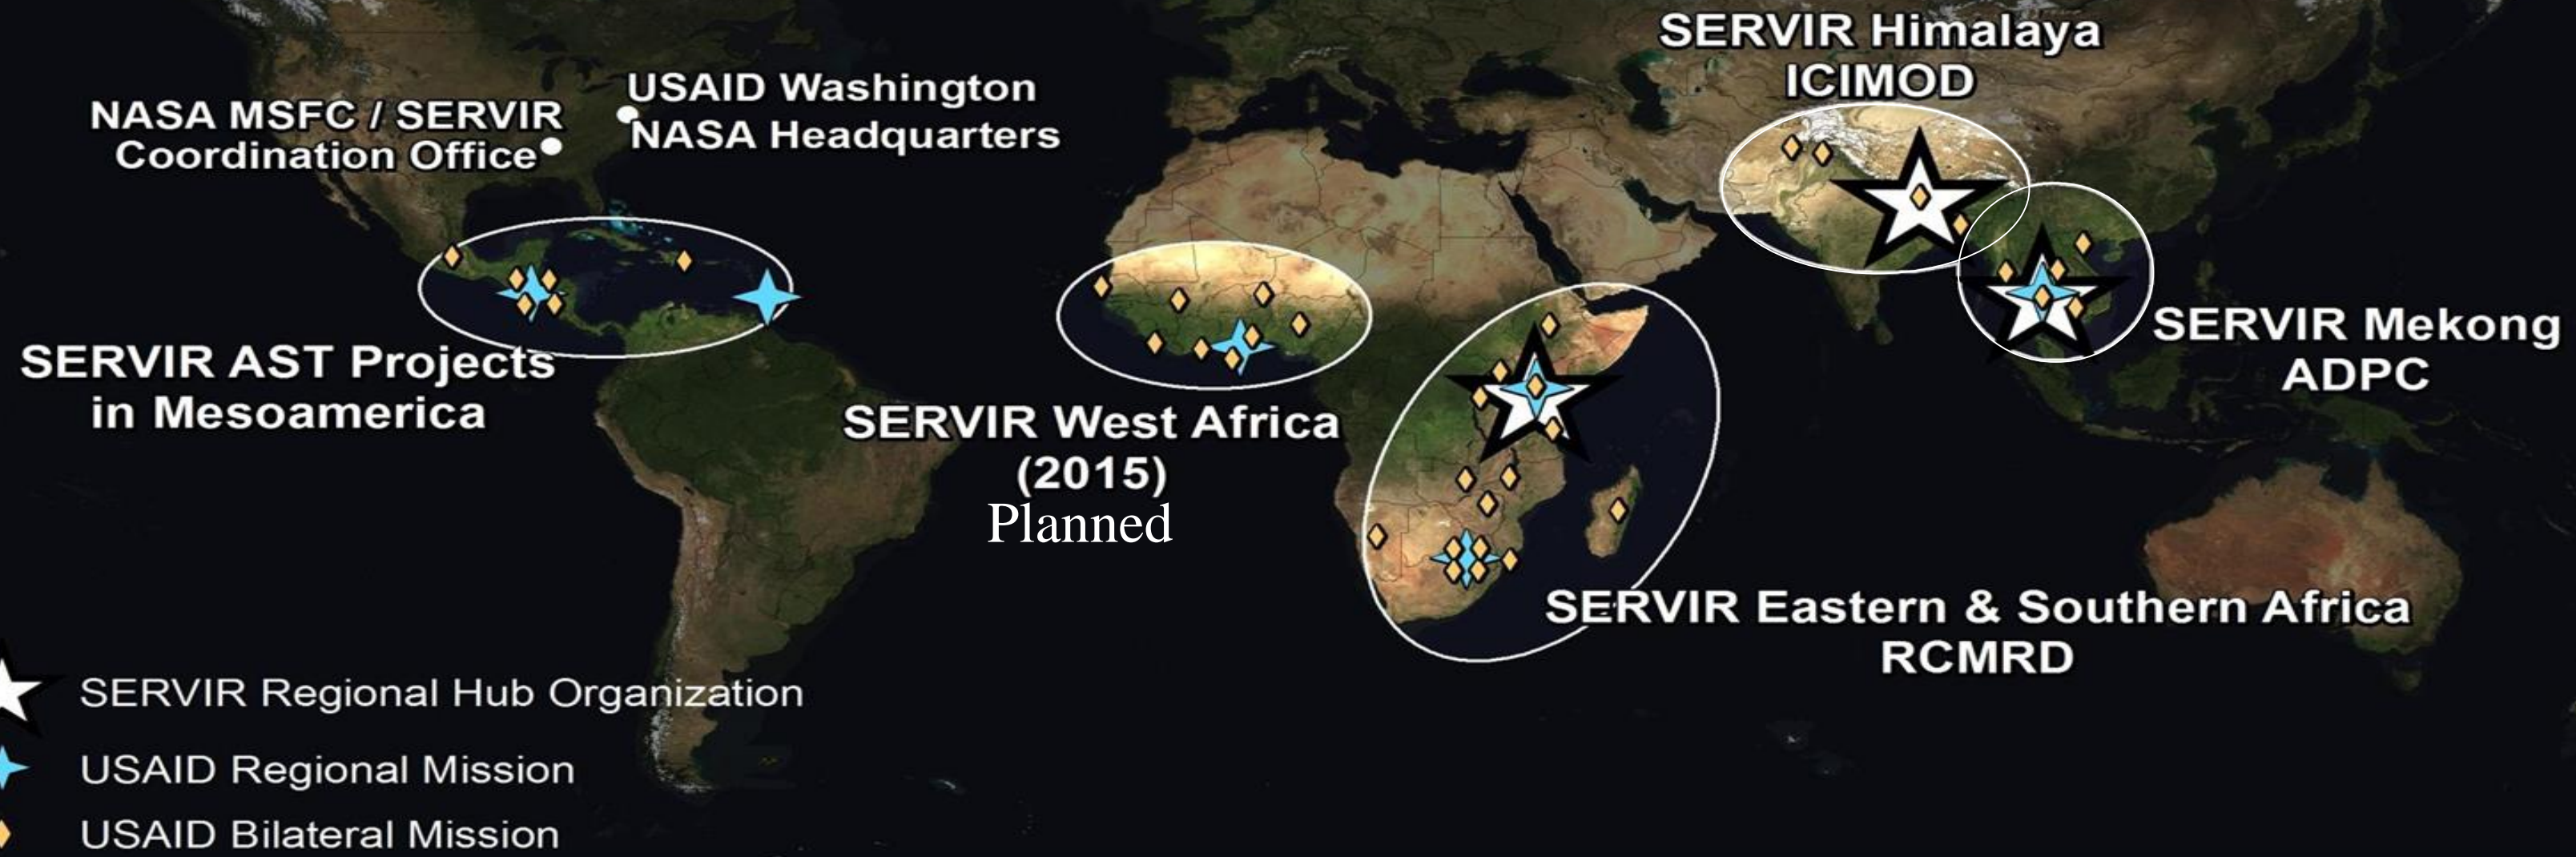 SERVIR Himalaya
ICIMOD
USAID Washington
NASA Headquarters
NASA MSFC / SERVIR
Coordination Office
SERVIR Mekong
ADPC
SERVIR AST Projects
in Mesoamerica
SERVIR West Africa
(2015)
Planned
SERVIR Eastern & Southern Africa
RCMRD
SERVIR Regional Hub Organization
USAID Regional Mission
USAID Bilateral Mission